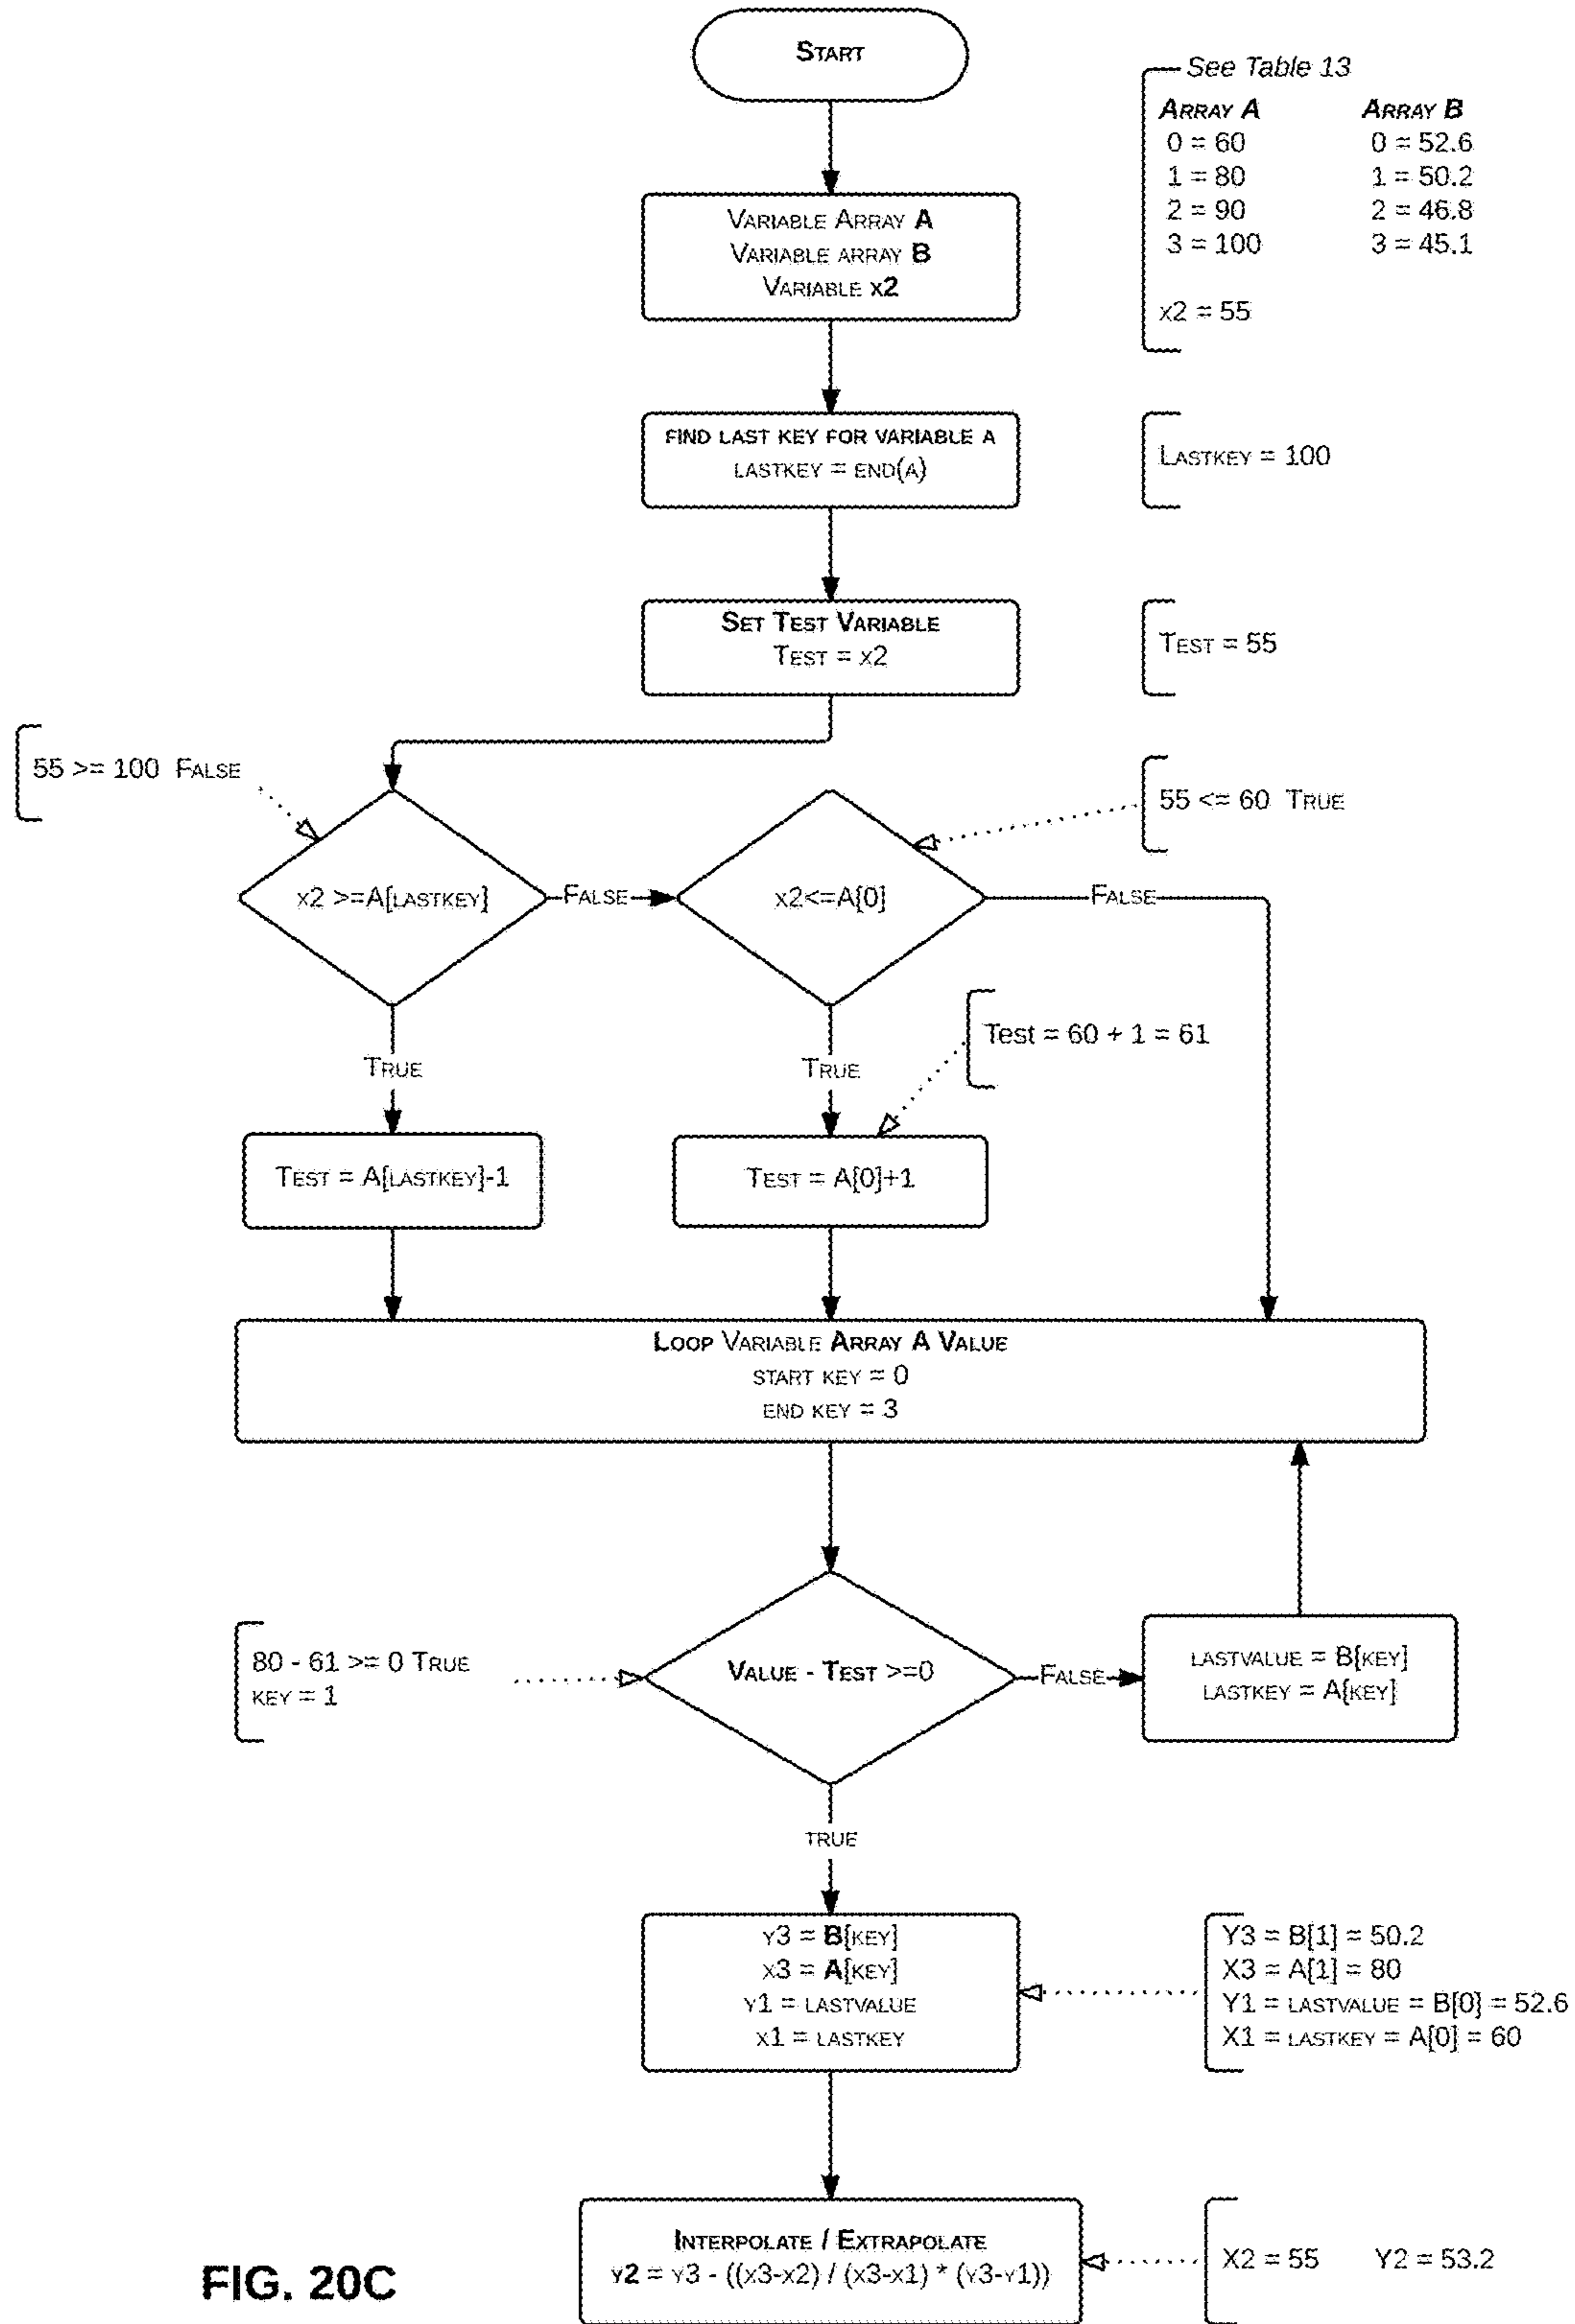 START
See Table 13
ARRAY A ARRAY B
0 = 60 0 = 52.6
1 = 80 1 = 50.2
2 = 90 2 = 46.8
3 = 100 3 = 45.1
x2 = 55
VARIABLE ARRAY A
VARIABLE ARRAY B
VARIABLE x2
FIND LAST KEY FOR VARIABLE A
LASTKEY = END(A)
LASTKEY = 100
SET TEST VARIABLE
TEST = x2
TEST = 55
55 >= 100 FALSE
55 <= 60 TRUE
x2 >=A[LASTKEY]
FALSE
x2<=A[0]
FALSE
Test = 60 + 1 = 61
TRUE
TRUE
TEST = A[LASTKEY]-1
TEST = A[0]+1
LOOP VARIABLE ARRAY A VALUE
START KEY = 0
END KEY = 3
80 - 61 >= 0 TRUE
KEY = 1
VALUE - TEST >=0
FALSE
LASTVALUE = B[KEY]
LASTKEY = A[KEY]
TRUE
Y3 = B[KEY]
X3 = A[KEY]
Y1 = LASTVALUE
X1 = LASTKEY
Y3 = B[1] = 50.2
X3 = A[1] = 80
Y1 = LASTVALUE = B[0] = 52.6
X1 = LASTKEY = A[0] = 60
INTERPOLATE / EXTRAPOLATE
Y2 = Y3 - ((X3-X2) / (X3-X1) * (Y3-Y1))
X2 = 55 Y2 = 53.2
FIG. 20C